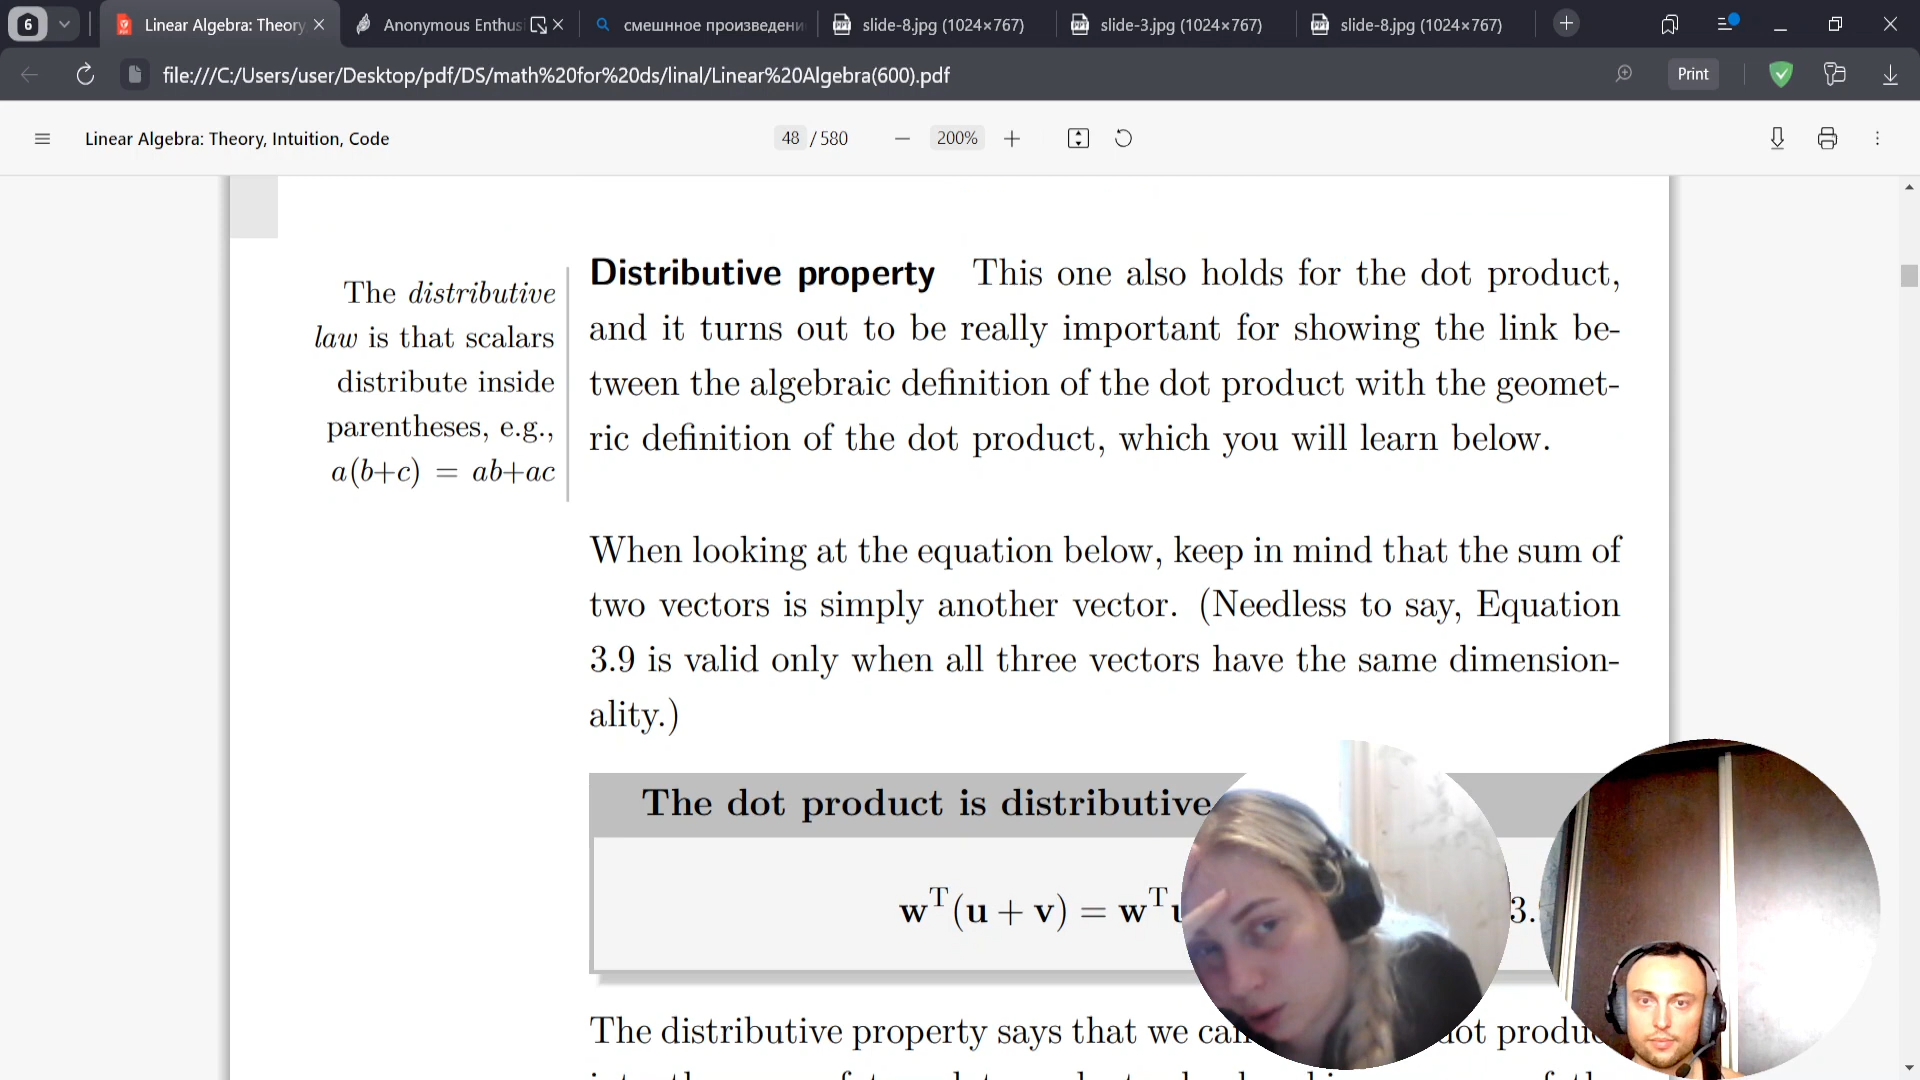 6
Linear Algebra: Theory
Anonymous Enthus
смешнное произведени
slide-8.jpg (1024×767)
slide-3.jpg (1024×767)
slide-8.jpg (1024×767)
file:///C:/Users/user/Desktop/pdf/DS/math%20for%20ds/linal/Linear%20Algebra(600).pdf
Print
Linear Algebra: Theory, Intuition, Code
48 / 580
200%
The distributive
law is that scalars
distribute inside
parentheses, e.g.,
a(b+c) = ab+ac
Distributive property This one also holds for the dot product,
and it turns out to be really important for showing the link be-
tween the algebraic definition of the dot product with the geomet-
ric definition of the dot product, which you will learn below.
When looking at the equation below, keep in mind that the sum of
two vectors is simply another vector. (Needless to say, Equation
3.9 is valid only when all three vectors have the same dimension-
ality.)
The dot product is distributive
w^T(u + v) = w^T
3.
The distributive property says that we can dot produc